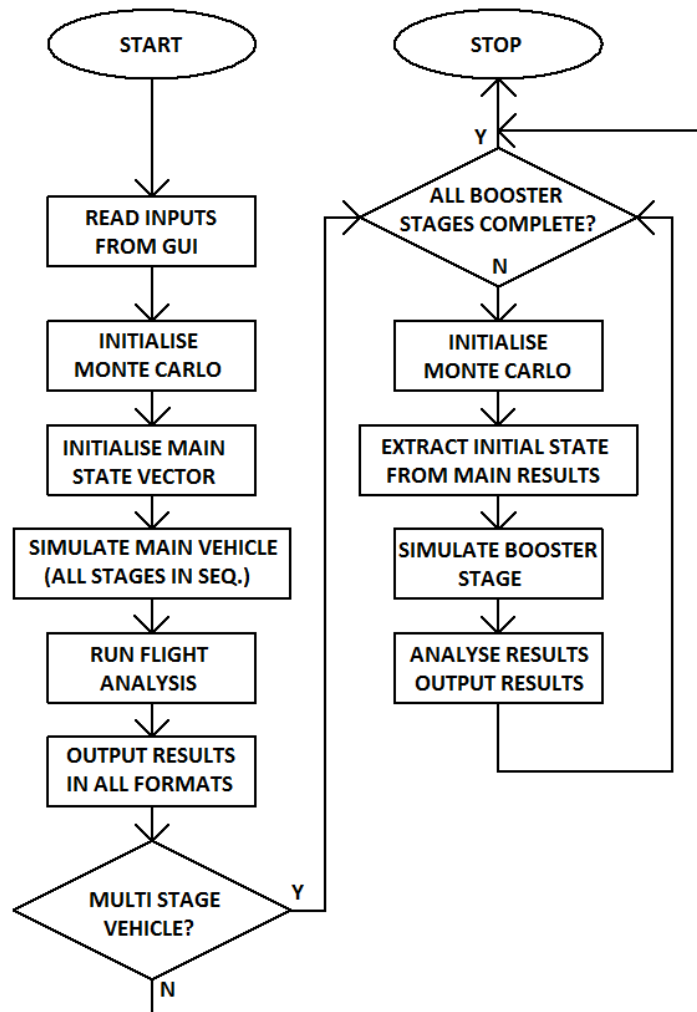 START
READ INPUTS
FROM GUI
INITIALISE
MONTE CARLO
INITIALISE MAIN
STATE VECTOR
SIMULATE MAIN VEHICLE
(ALL STAGES IN SEQ.)
RUN FLIGHT
ANALYSIS
OUTPUT RESULTS
IN ALL FORMATS
MULTI STAGE
VEHICLE?
Y
N
STOP
Y
ALL BOOSTER
STAGES COMPLETE?
N
INITIALISE
MONTE CARLO
EXTRACT INITIAL STATE
FROM MAIN RESULTS
SIMULATE BOOSTER
STAGE
ANALYSE RESULTS
OUTPUT RESULTS